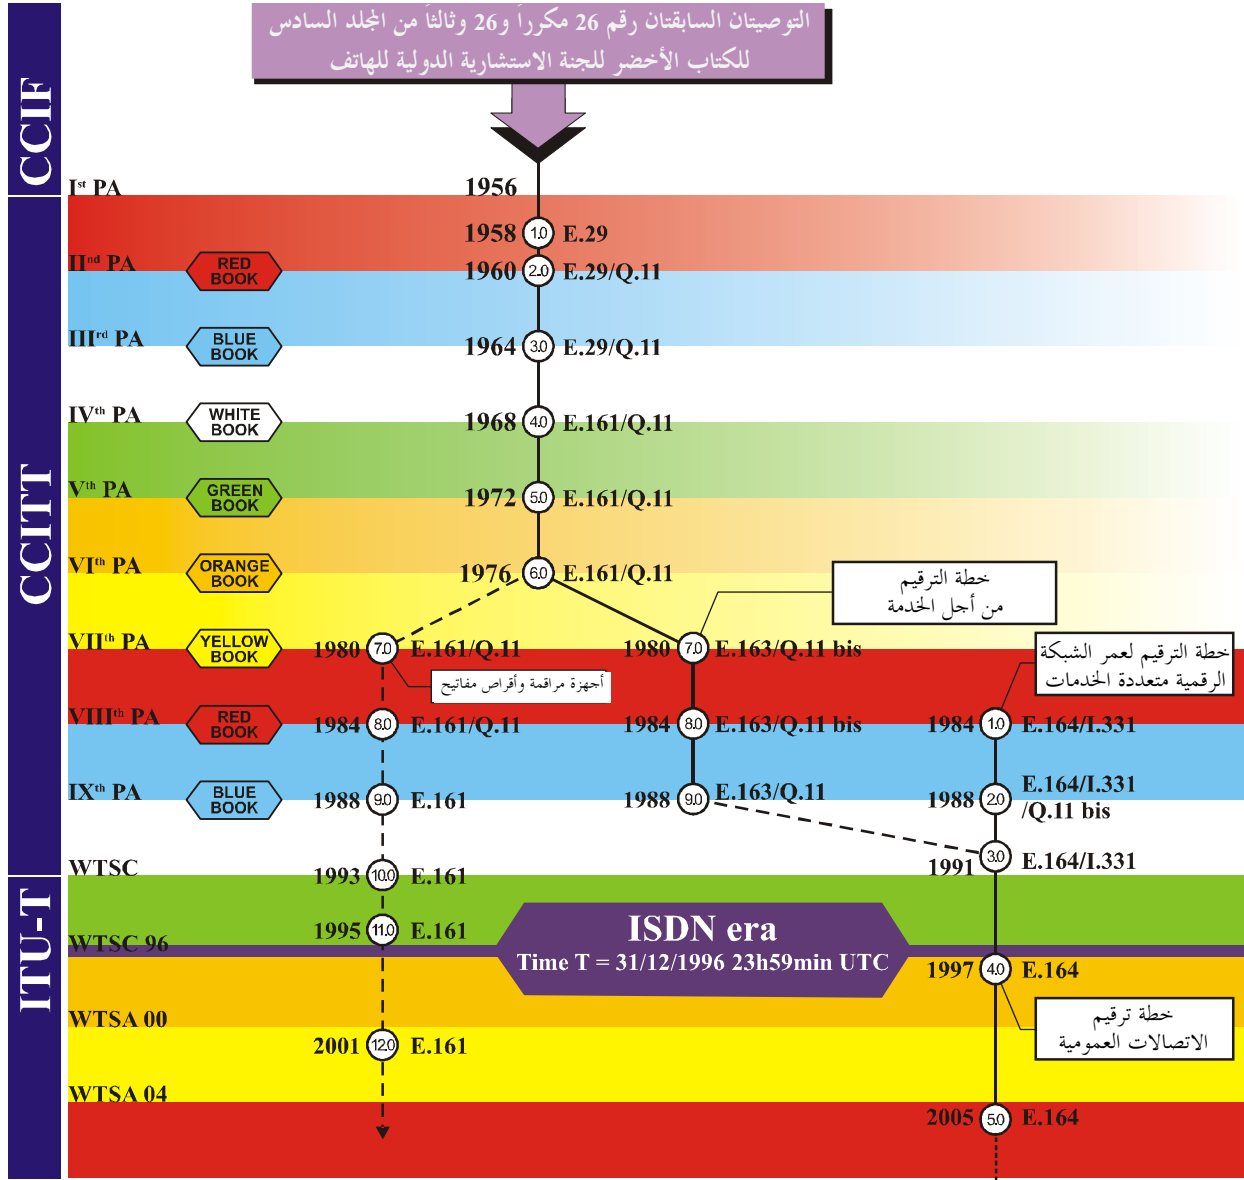 التوصيتان السابقتان رقم 26 مكرراً و26 وثالثاً من المجلد السادس
للكتاب الأخضر للجنة الاستشارية الدولية للهاتف
CCIF
Iˢᵗ PA
1956
CCITT
1958 1.0 E.29
IIⁿᵈ PA
RED
BOOK
1960 2.0 E.29/Q.11
IIIʳᵈ PA
BLUE
BOOK
1964 3.0 E.29/Q.11
IVᵗʰ PA
WHITE
BOOK
1968 4.0 E.161/Q.11
Vᵗʰ PA
GREEN
BOOK
1972 5.0 E.161/Q.11
VIᵗʰ PA
ORANGE
BOOK
1976 6.0 E.161/Q.11
خطة الترقيم
من أجل الخدمة
VIIᵗʰ PA
YELLOW
BOOK
1980 7.0 E.161/Q.11
1980 7.0 E.163/Q.11 bis
خطة الترقيم لعمر الشبكة
الرقمية متعددة الخدمات
أجهزة مراقمة وأقراص مفاتيح
VIIIᵗʰ PA
RED
BOOK
1984 8.0 E.161/Q.11
1984 8.0 E.163/Q.11 bis
1984 1.0 E.164/I.331
IXᵗʰ PA
BLUE
BOOK
1988 9.0 E.161
1988 9.0 E.163/Q.11
1988 2.0 E.164/I.331
/Q.11 bis
1991 3.0 E.164/I.331
WTSC
ITU-T
1993 10.0 E.161
1995 11.0 E.161
WTSC 96
ISDN era
Time T = 31/12/1996 23h59min UTC
1997 4.0 E.164
خطة ترقيم
الاتصالات العمومية
WTSA 00
2001 12.0 E.161
WTSA 04
2005 5.0 E.164